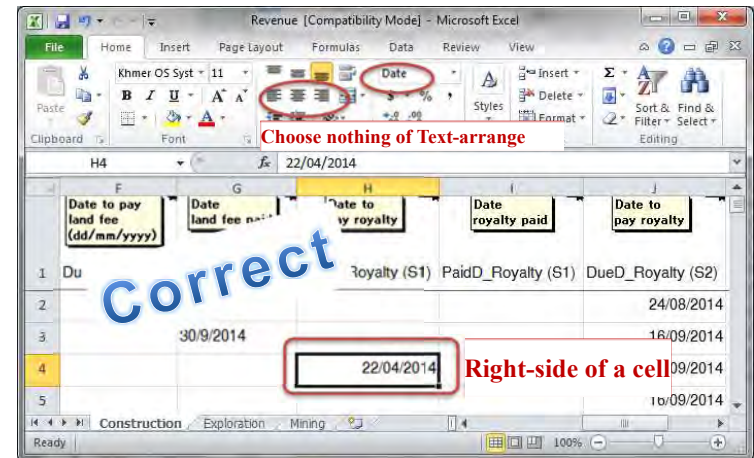 Revenue [Compatibility Mode] - Microsoft Excel
File Home Insert Page Layout Formulas Data Review View
Khmer OS Syst 11 Date Insert
Paste B I U A A $ % , Styles Delete Sort & Find &
Format Filter Select
Clipboard Font Choose nothing of Text-arrange Editing
H4 fx 22/04/2014
F G H I J
Date to pay Date Date to Date Date to
land fee land fee paid ay royalty royalty paid pay royalty
(dd/mm/yyyy)
1 Du Royalty (S1) PaidD_Royalty (S1) DueD_Royalty (S2)
Correct
2 24/08/2014
3 30/9/2014 16/09/2014
4 22/04/2014 Right-side of a cell 09/2014
5 16/09/2014
Construction Exploration Mining
Ready 100%